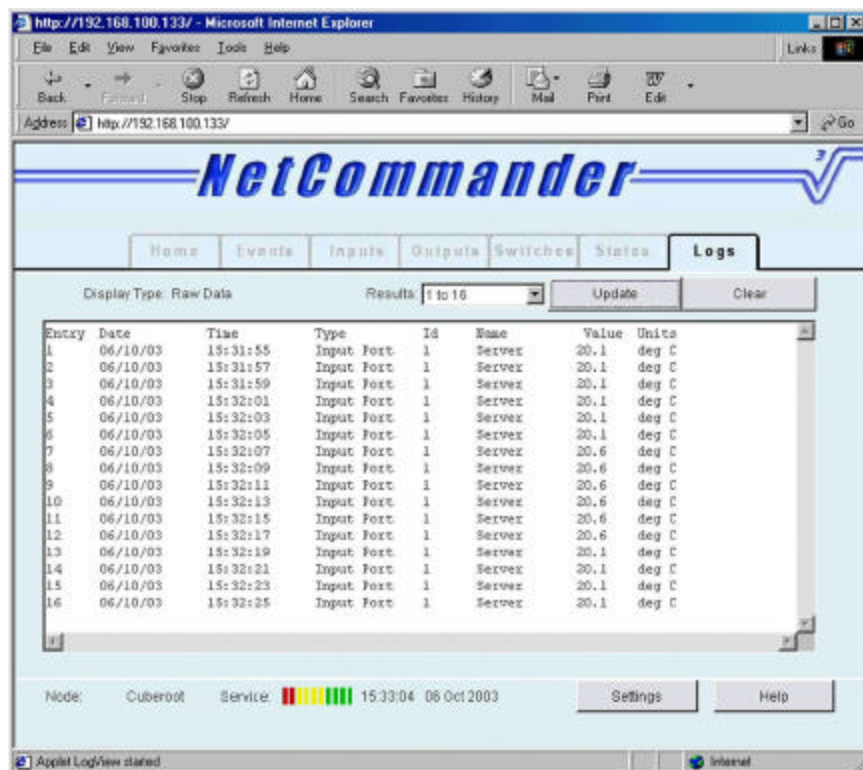 http://192.168.100.133/ - Microsoft Internet Explorer
File Edit View Favorites Tools Help Links
Back Forward Stop Refresh Home Search Favorites History Mail Print Edit
Address http://192.168.100.133/ Go
NetCommander 3
Home Events Inputs Outputs Switches States Logs
Display Type: Raw Data Results: 1 to 16 Update Clear
Entry Date Time Type Id Name Value Units
1 06/10/03 15:31:55 Input Port 1 Server 20.1 deg C
2 06/10/03 15:31:57 Input Port 1 Server 20.1 deg C
3 06/10/03 15:31:59 Input Port 1 Server 20.1 deg C
4 06/10/03 15:32:01 Input Port 1 Server 20.1 deg C
5 06/10/03 15:32:03 Input Port 1 Server 20.1 deg C
6 06/10/03 15:32:05 Input Port 1 Server 20.1 deg C
7 06/10/03 15:32:07 Input Port 1 Server 20.6 deg C
8 06/10/03 15:32:09 Input Port 1 Server 20.6 deg C
9 06/10/03 15:32:11 Input Port 1 Server 20.6 deg C
10 06/10/03 15:32:13 Input Port 1 Server 20.6 deg C
11 06/10/03 15:32:15 Input Port 1 Server 20.6 deg C
12 06/10/03 15:32:17 Input Port 1 Server 20.6 deg C
13 06/10/03 15:32:19 Input Port 1 Server 20.1 deg C
14 06/10/03 15:32:21 Input Port 1 Server 20.1 deg C
15 06/10/03 15:32:23 Input Port 1 Server 20.1 deg C
16 06/10/03 15:32:25 Input Port 1 Server 20.1 deg C
Node: Cuberoot Service: 15:33:04 06 Oct 2003 Settings Help
Applet LogView started Internet